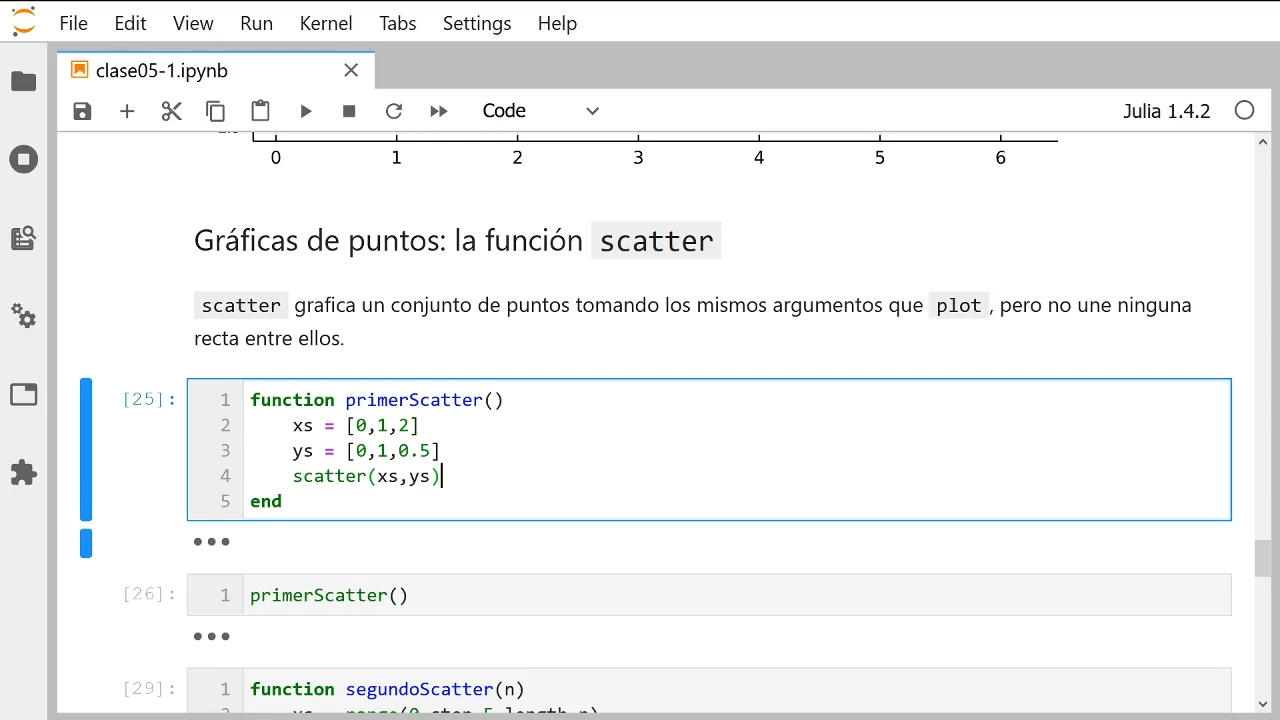 File Edit View Run Kernel Tabs Settings Help
clase05-1.ipynb
Code Julia 1.4.2
0 1 2 3 4 5 6
Gráficas de puntos: la función scatter
scatter grafica un conjunto de puntos tomando los mismos argumentos que plot, pero no une ninguna
recta entre ellos.
[25]: 1 function primerScatter()
2 xs = [0,1,2]
3 ys = [0,1,0.5]
4 scatter(xs,ys)
5 end
[26]: 1 primerScatter()
[29]: 1 function segundoScatter(n)